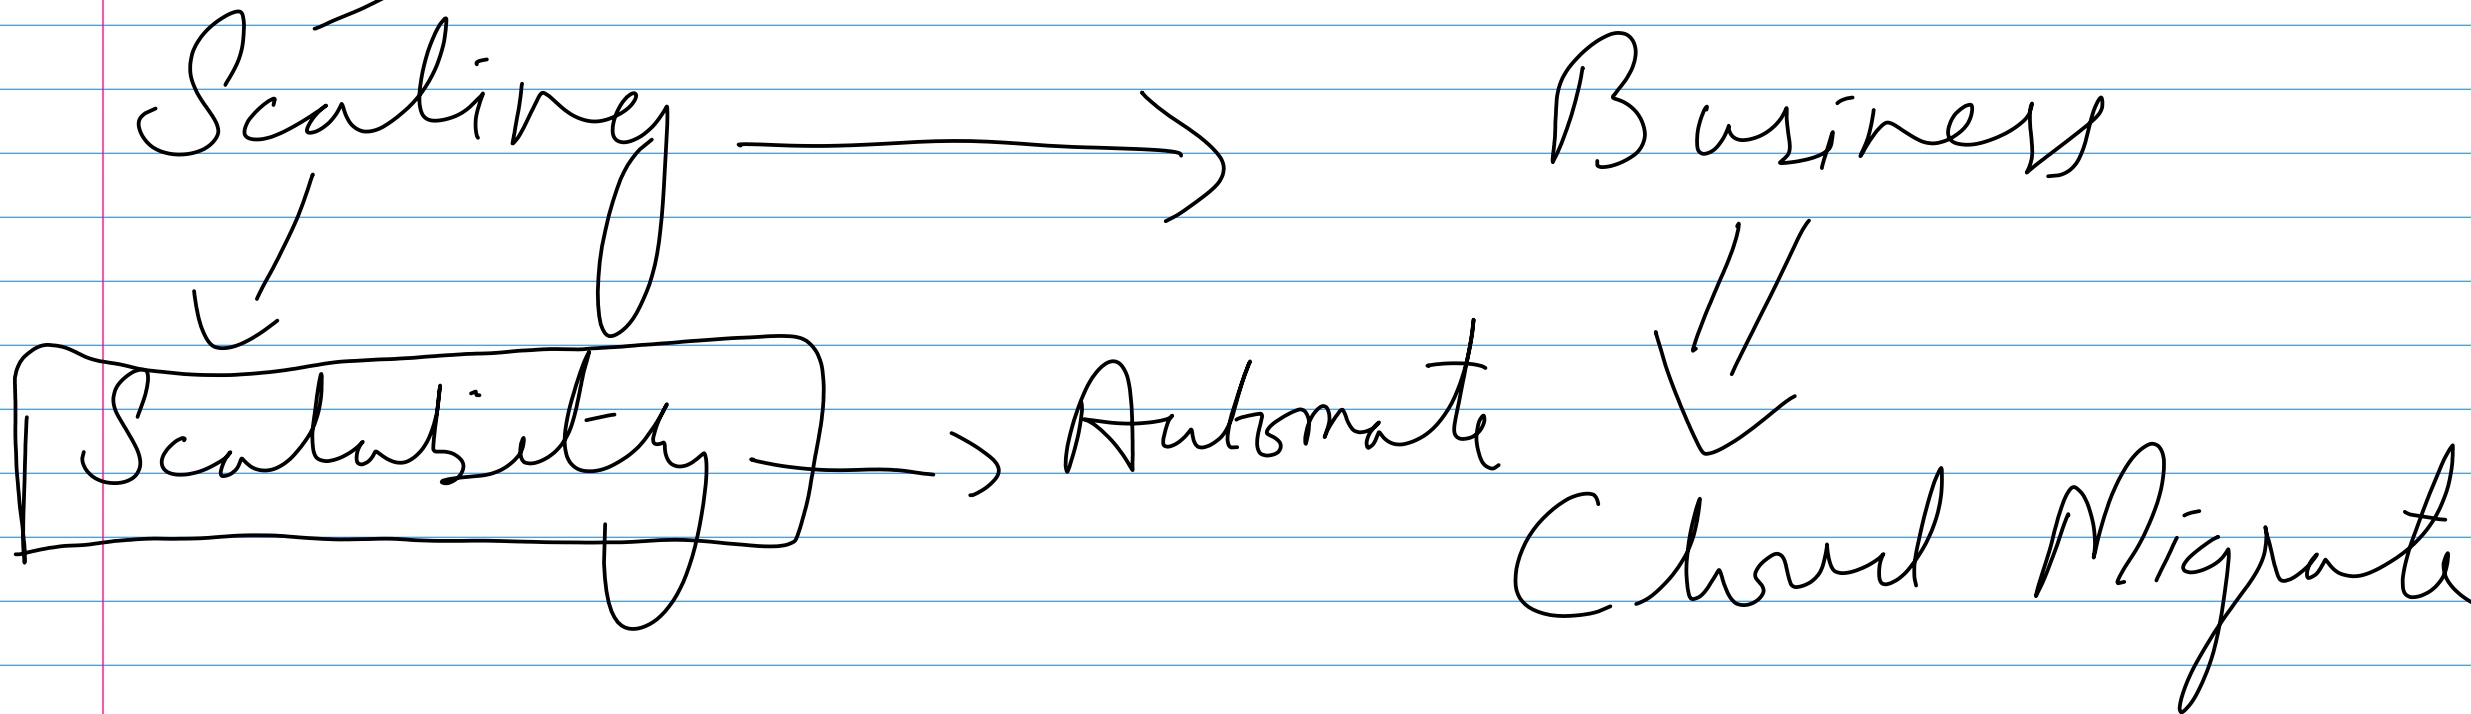 Scaling → Business
Scalability → Automate
Cloud Migrate